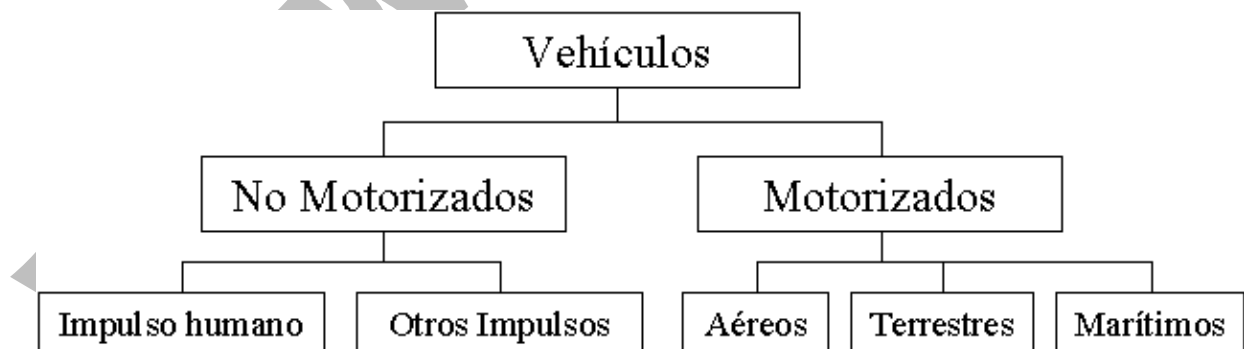 Vehículos
No Motorizados
Motorizados
Impulso humano
Otros Impulsos
Aéreos
Terrestres
Marítimos